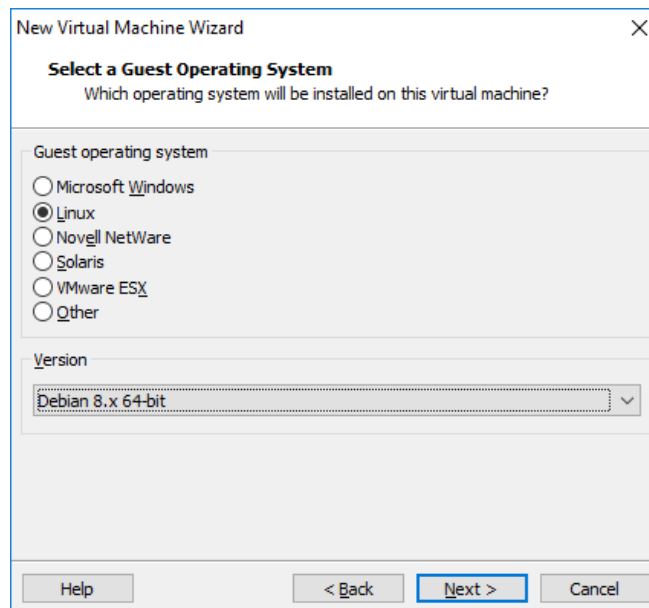 New Virtual Machine Wizard
Select a Guest Operating System
Which operating system will be installed on this virtual machine?
Guest operating system
Microsoft Windows
Linux
Novell NetWare
Solaris
VMware ESX
Other
Version
Debian 8.x 64-bit
Help < Back Next > Cancel